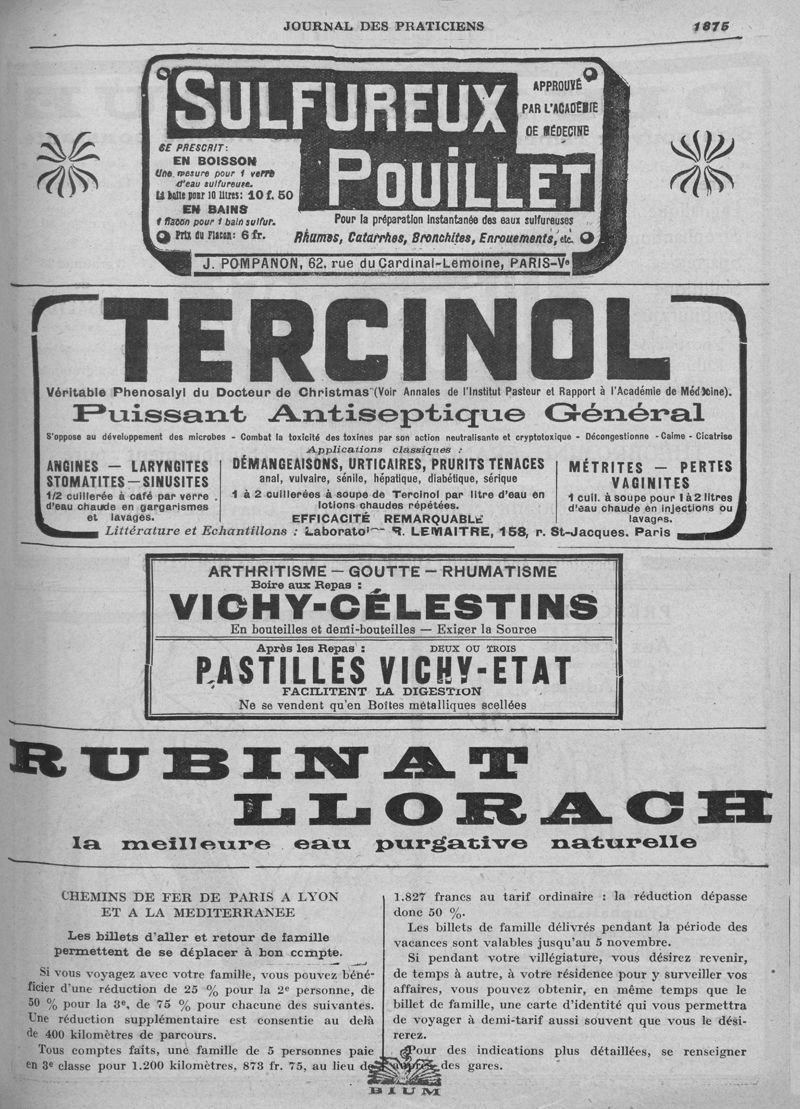 JOURNAL DES PRATICIENS 1875
SULFUREUX
POUILLET
APPROUVÉ
PAR L'ACADÉMIE
DE MÉDECINE
SE PRESCRIT:
EN BOISSON
Une mesure pour 1 verre
d'eau sulfureuse.
La boîte pour 10 litres: 10 f. 50
EN BAINS
1 flacon pour 1 bain sulfur.
Prix du Flacon: 6 fr.
Pour la préparation instantanée des eaux sulfureuses
Rhumes, Catarrhes, Bronchites, Enrouements, etc.
J. POMPANON, 62, rue du Cardinal-Lemoine, PARIS-Ve
TERCINOL
Véritable Phenosalyl du Docteur de Christmas (Voir Annales de l'Institut Pasteur et Rapport à l'Académie de Médecine).
Puissant Antiseptique Général
S'oppose au développement des microbes - Combat la toxicité des toxines par son action neutralisante et cryptotoxique - Décongestionne - Calme - Cicatrise
Applications classiques :
ANGINES — LARYNGITES
STOMATITES — SINUSITES
1/2 cuillerée à café par verre
d'eau chaude en gargarismes
et lavages.
DÉMANGEAISONS, URTICAIRES, PRURITS TENACES
anal, vulvaire, sénile, hépatique, diabétique, sérique
1 à 2 cuillerées à soupe de Tercinol par litre d'eau en
lotions chaudes répétées.
EFFICACITÉ REMARQUABLE
MÉTRITES — PERTES
VAGINITES
1 cuil. à soupe pour 1 à 2 litres
d'eau chaude en injections ou
lavages.
Littérature et Echantillons : R. LEMAITRE, 158, r. St-Jacques. Paris
ARTHRITISME — GOUTTE — RHUMATISME
Boire aux Repas :
VICHY-CÉLESTINS
En bouteilles et demi-bouteilles — Exiger la Source
Après les Repas : DEUX OU TROIS
PASTILLES VICHY-ETAT
FACILITENT LA DIGESTION
Ne se vendent qu'en Boîtes métalliques scellées
RUBINAT
LLORACH
la meilleure eau purgative naturelle
CHEMINS DE FER DE PARIS A LYON
ET A LA MEDITERRANEE
Les billets d'aller et retour de famille
permettent de se déplacer à bon compte.
Si vous voyagez avec votre famille, vous pouvez béné-
ficier d'une réduction de 25 % pour la 2e personne, de
50 % pour la 3e, de 75 % pour chacune des suivantes.
Une réduction supplémentaire est consentie au delà
de 400 kilomètres de parcours.
Tous comptes faits, une famille de 5 personnes paie
en 3e classe pour 1.200 kilomètres, 873 fr. 75, au lieu de
1.827 francs au tarif ordinaire : la réduction dépasse
donc 50 %.
Les billets de famille délivrés pendant la période des
vacances sont valables jusqu'au 5 novembre.
Si pendant votre villégiature, vous désirez revenir,
de temps à autre, à votre résidence pour y surveiller vos
affaires, vous pouvez obtenir, en même temps que le
billet de famille, une carte d'identité qui vous permettra
de voyager à demi-tarif aussi souvent que vous le dési-
rerez.
Pour des indications plus détaillées, se renseigner
des gares.
BIUM